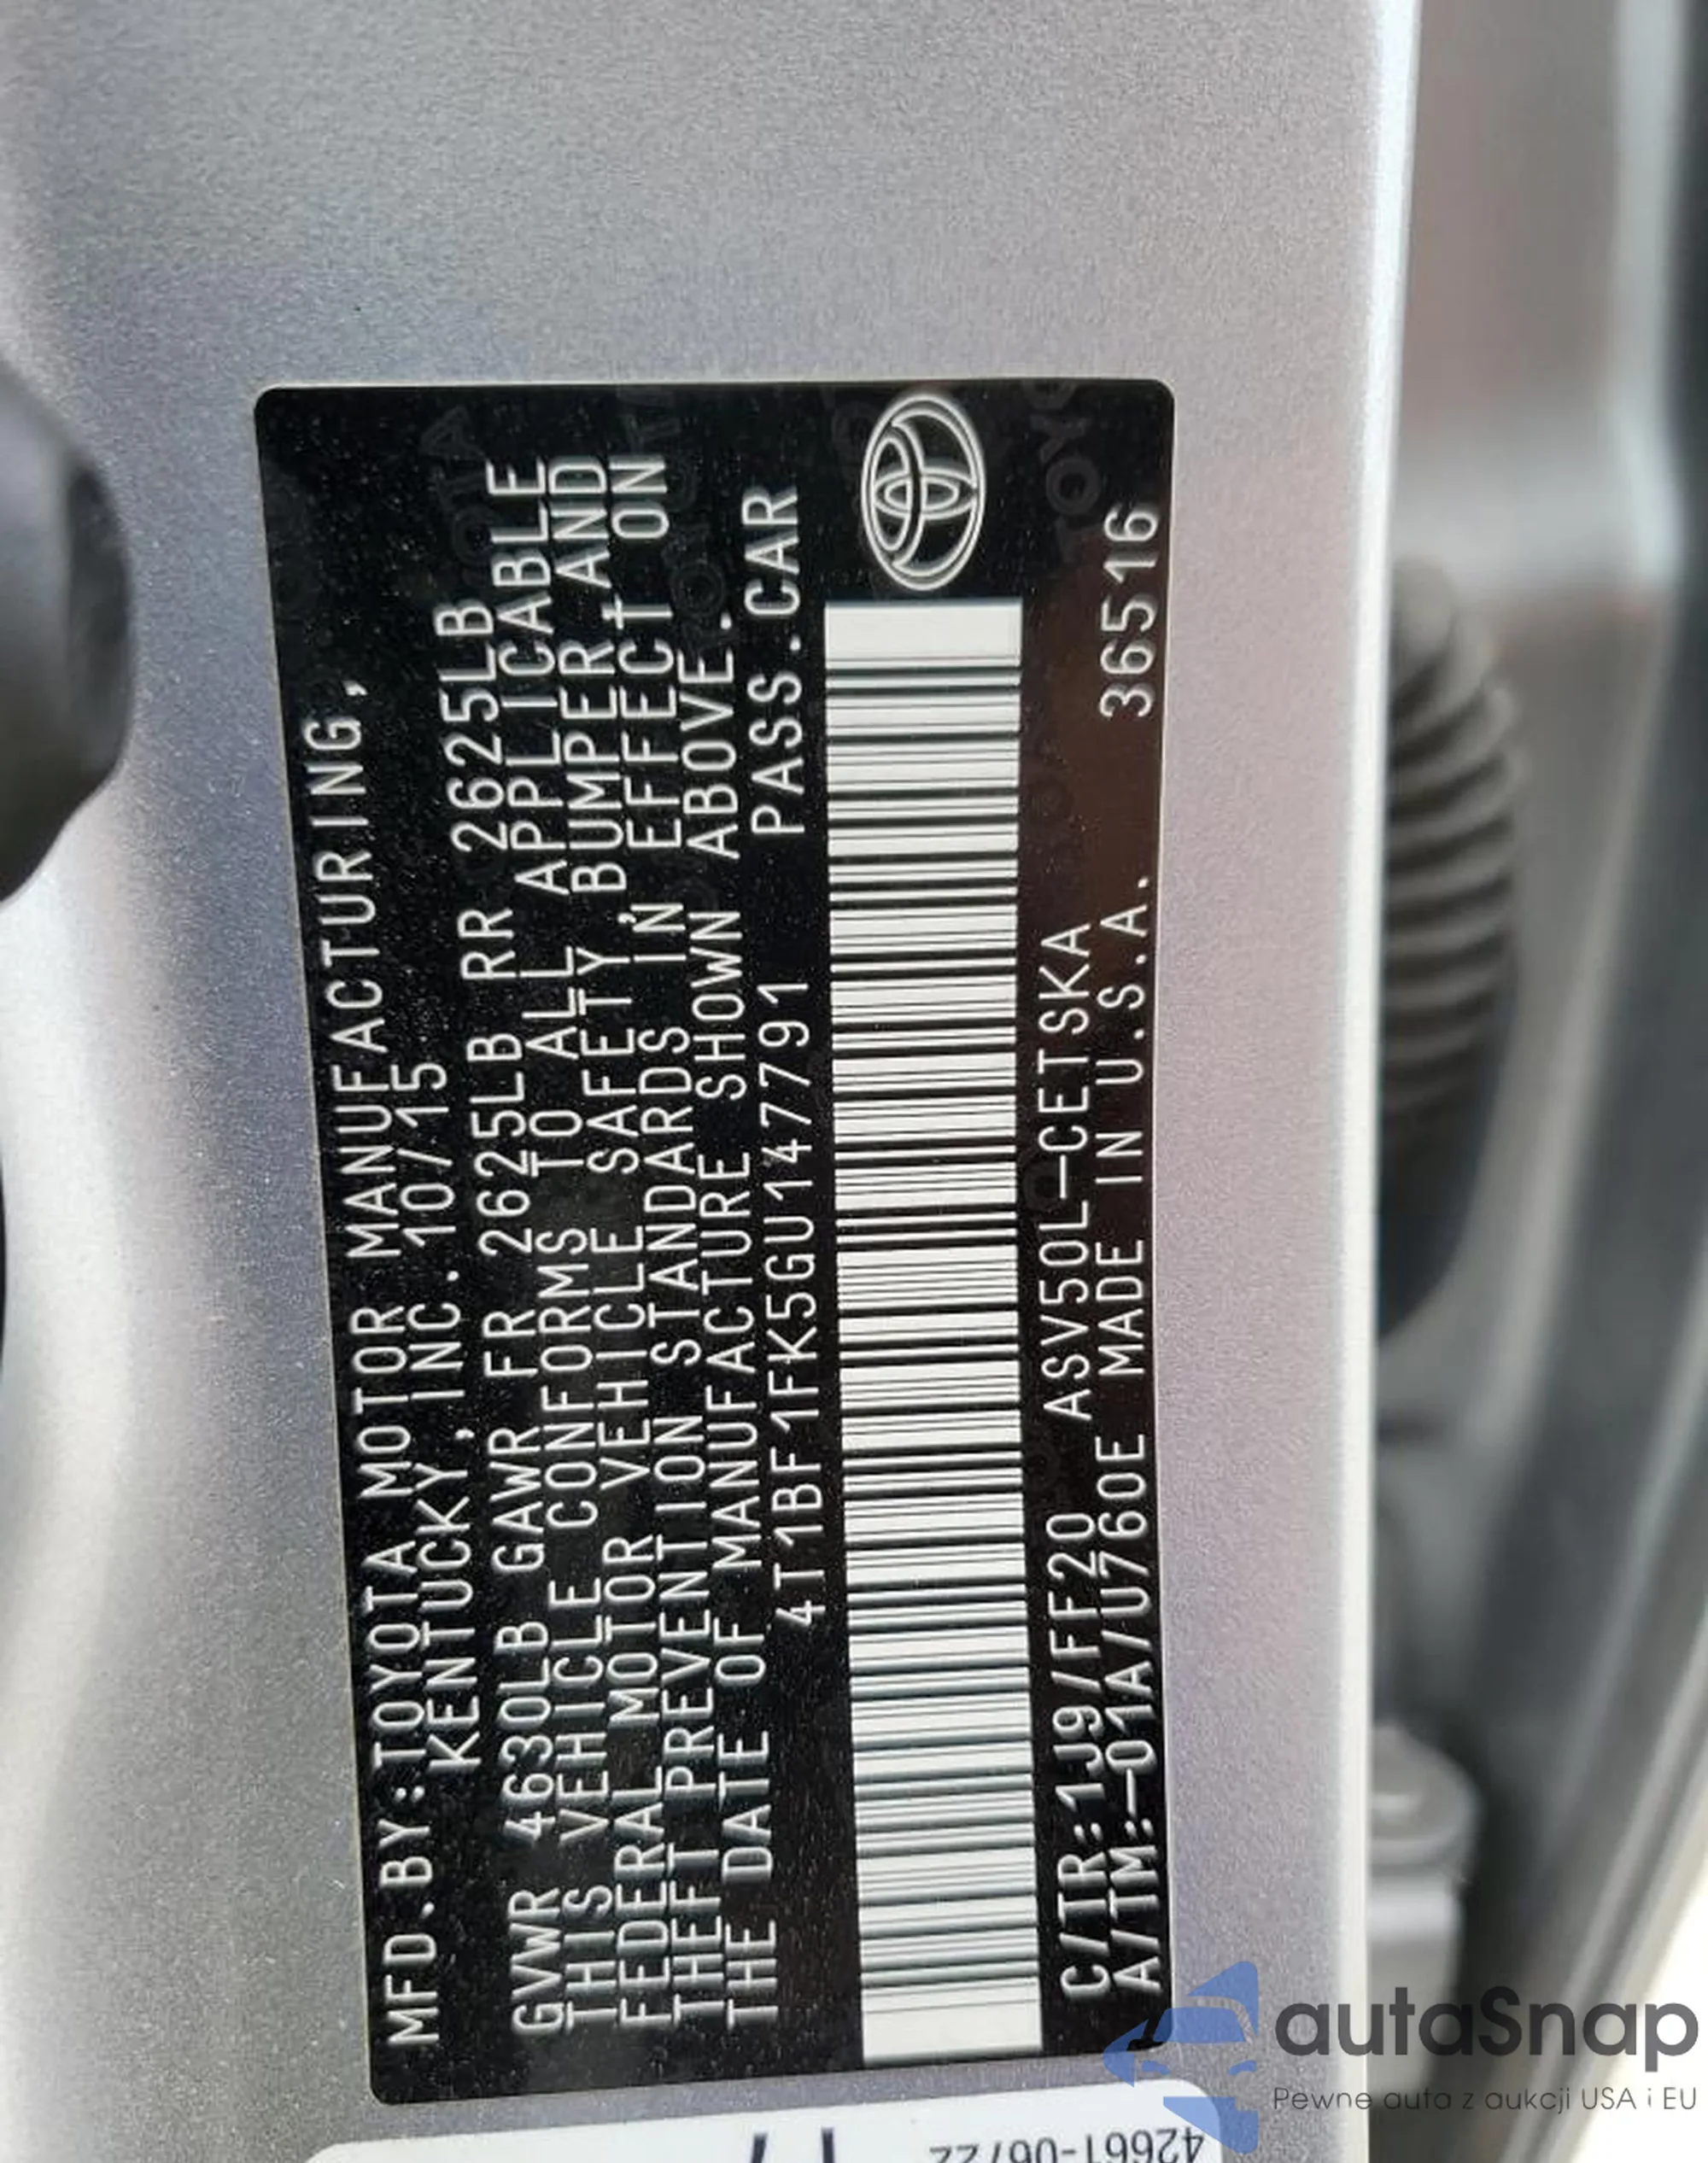 MFD.BY:TOYOTA MOTOR MANUFACTURING,
KENTUCKY, INC. 10/15
GVWR 4630LB GAWR FR 2625LB RR 2625LB
THIS VEHICLE CONFORMS TO ALL APPLICABLE
FEDERAL MOTOR VEHICLE SAFETY, BUMPER AND
THEFT PREVENTION STANDARDS IN EFFECT ON
THE DATE OF MANUFACTURE SHOWN ABOVE.
4T1BF1FK5GU147791 PASS.CAR
C/TR:1J9/FF20 ASV50L-CETSKA
A/TM:-01A/U760E MADE IN U.S.A. 36516
42661-06722
autaSnap
Pewne auta z aukcji USA i EU